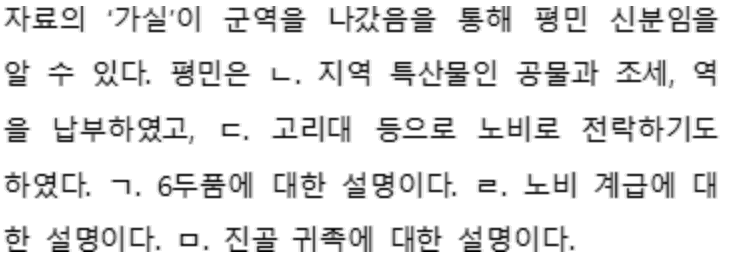 자료의 '가실'이 군역을 나갔음을 통해 평민 신분임을
알 수 있다. 평민은 ㄴ. 지역 특산물인 공물과 조세, 역
을 납부하였고, ㄷ. 고리대 등으로 노비로 전락하기도
하였다. ㄱ. 6두품에 대한 설명이다. ㄹ. 노비 계급에 대
한 설명이다. ㅁ. 진골 귀족에 대한 설명이다.